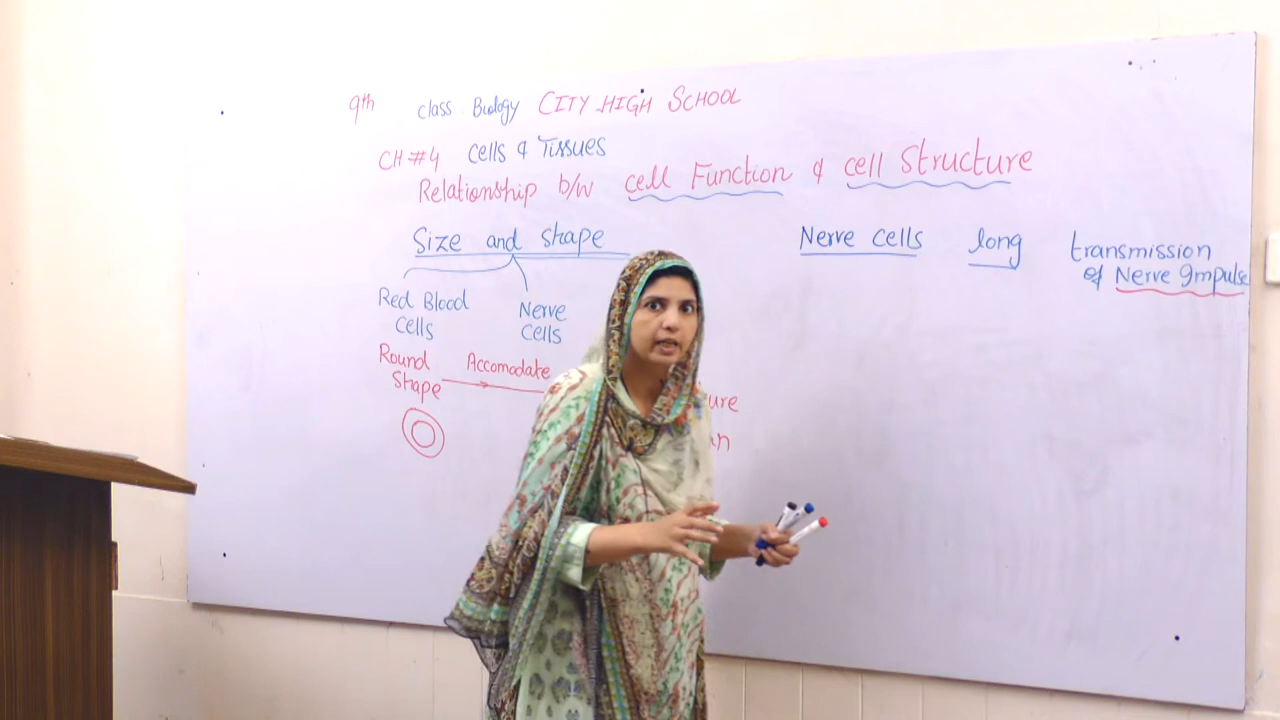 9th class Biology CITY HIGH SCHOOL
CH#4 Cells & Tissues
Relationship b/w cell Function & cell Structure
Size and shape
Red Blood Cells
Nerve Cells
Round Shape
Accomodate
Nerve cells long transmission
of Nerve Impulse